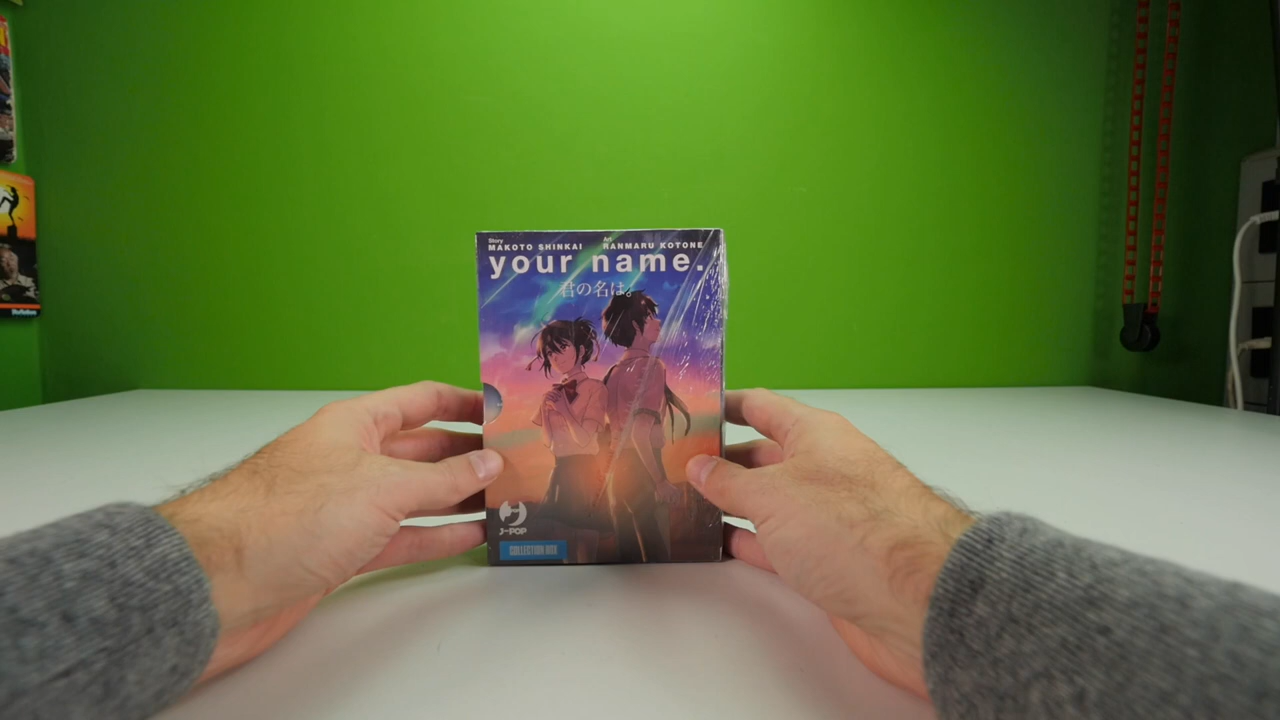 Story
Art
MAKOTO SHINKAI
RANMARU KOTONE
your name.
君の名は。
J-POP
COLLECTION BOX